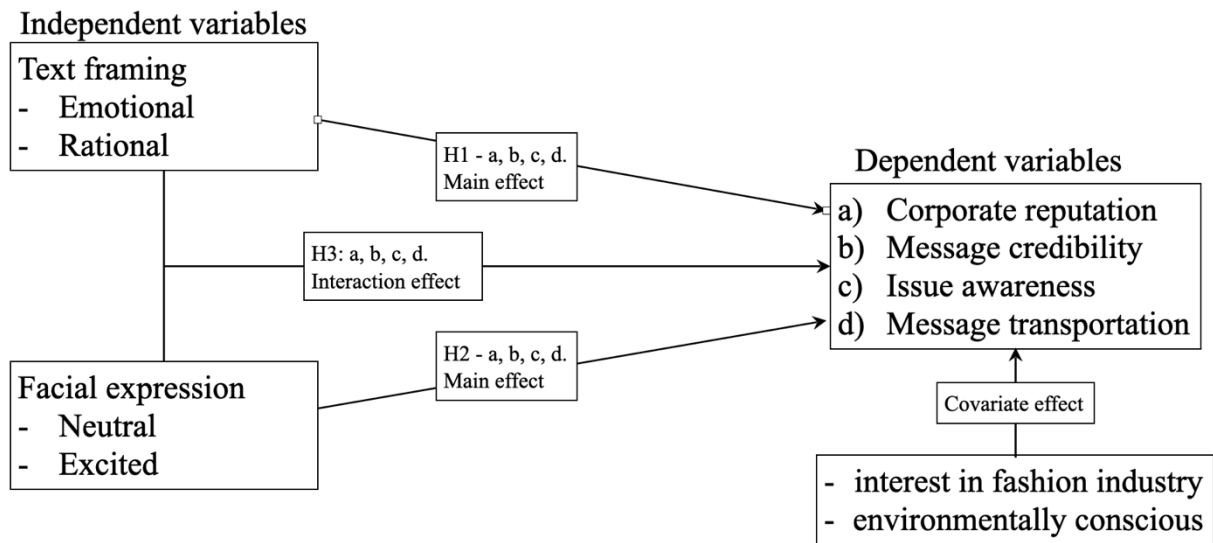 Independent variables
Text framing
- Emotional
- Rational
H1 - a, b, c, d.
Main effect
Dependent variables
a) Corporate reputation
b) Message credibility
c) Issue awareness
d) Message transportation
H3: a, b, c, d.
Interaction effect
H2 - a, b, c, d.
Main effect
Facial expression
- Neutral
- Excited
Covariate effect
- interest in fashion industry
- environmentally conscious